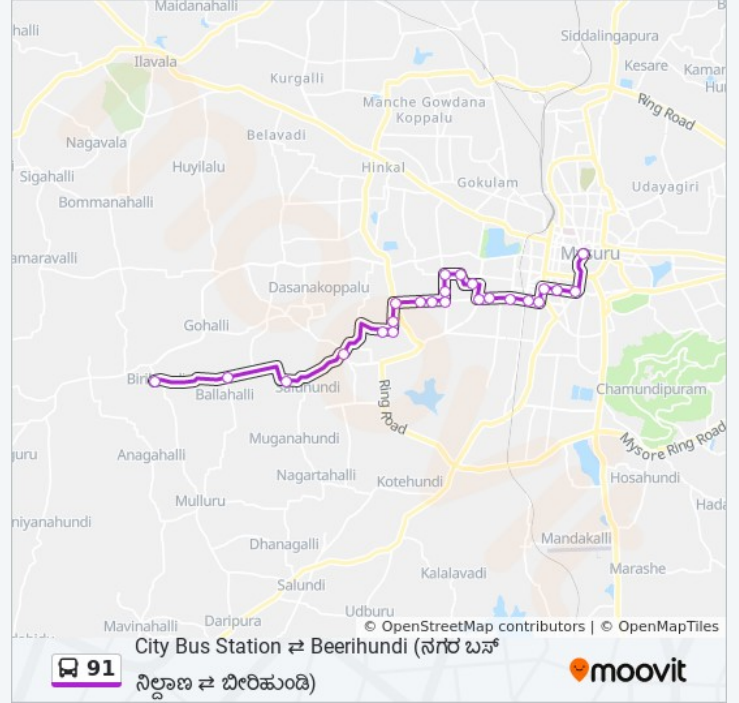 Maidanahalli
halli
Siddalingapura
Ilavala
Kesare
Kurgalli
Manche Gowdana
Koppalu
Ring Road
Belavadi
Nagavala
Huyilalu
Hinkal
Sigahalli
Gokulam
Udayagiri
Bommanahalli
amaravalli
Mysuru
Dasanakoppalu
Gohalli
Ballahalli
Chamundipuram
Ring Road
Mysore Ring Road
Muganahundi
Anagahalli
Nagartahalli
Kotehundi
Hosahundi
Mulluru
niyanahundi
Mandakalli
Dhanagalli
Kalalavadi
Marashe
Salundi
Udburu
Mavinahalli
Daripura
© OpenStreetMap contributors | © OpenMapTiles
91
City Bus Station ⇄ Beerihundi (ನಗರ ಬಸ್
ನಿಲ್ದಾಣ ⇄ ಬೀರಿಹುಂಡಿ)
moovit